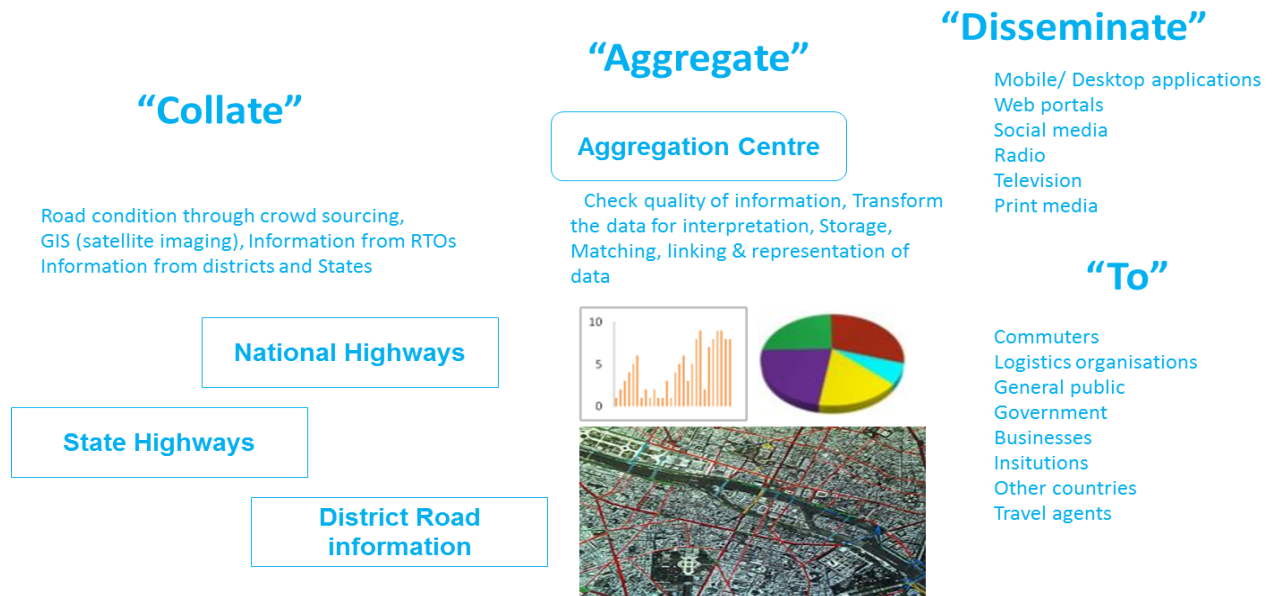 “Collate”
Road condition through crowd sourcing,
GIS (satellite imaging), Information from RTOs
Information from districts and States
National Highways
State Highways
District Road
information
“Aggregate”
Aggregation Centre
Check quality of information, Transform
the data for interpretation, Storage,
Matching, linking & representation of
data
10
5
0
“Disseminate”
Mobile/ Desktop applications
Web portals
Social media
Radio
Television
Print media
“To”
Commuters
Logistics organisations
General public
Government
Businesses
Insitutions
Other countries
Travel agents